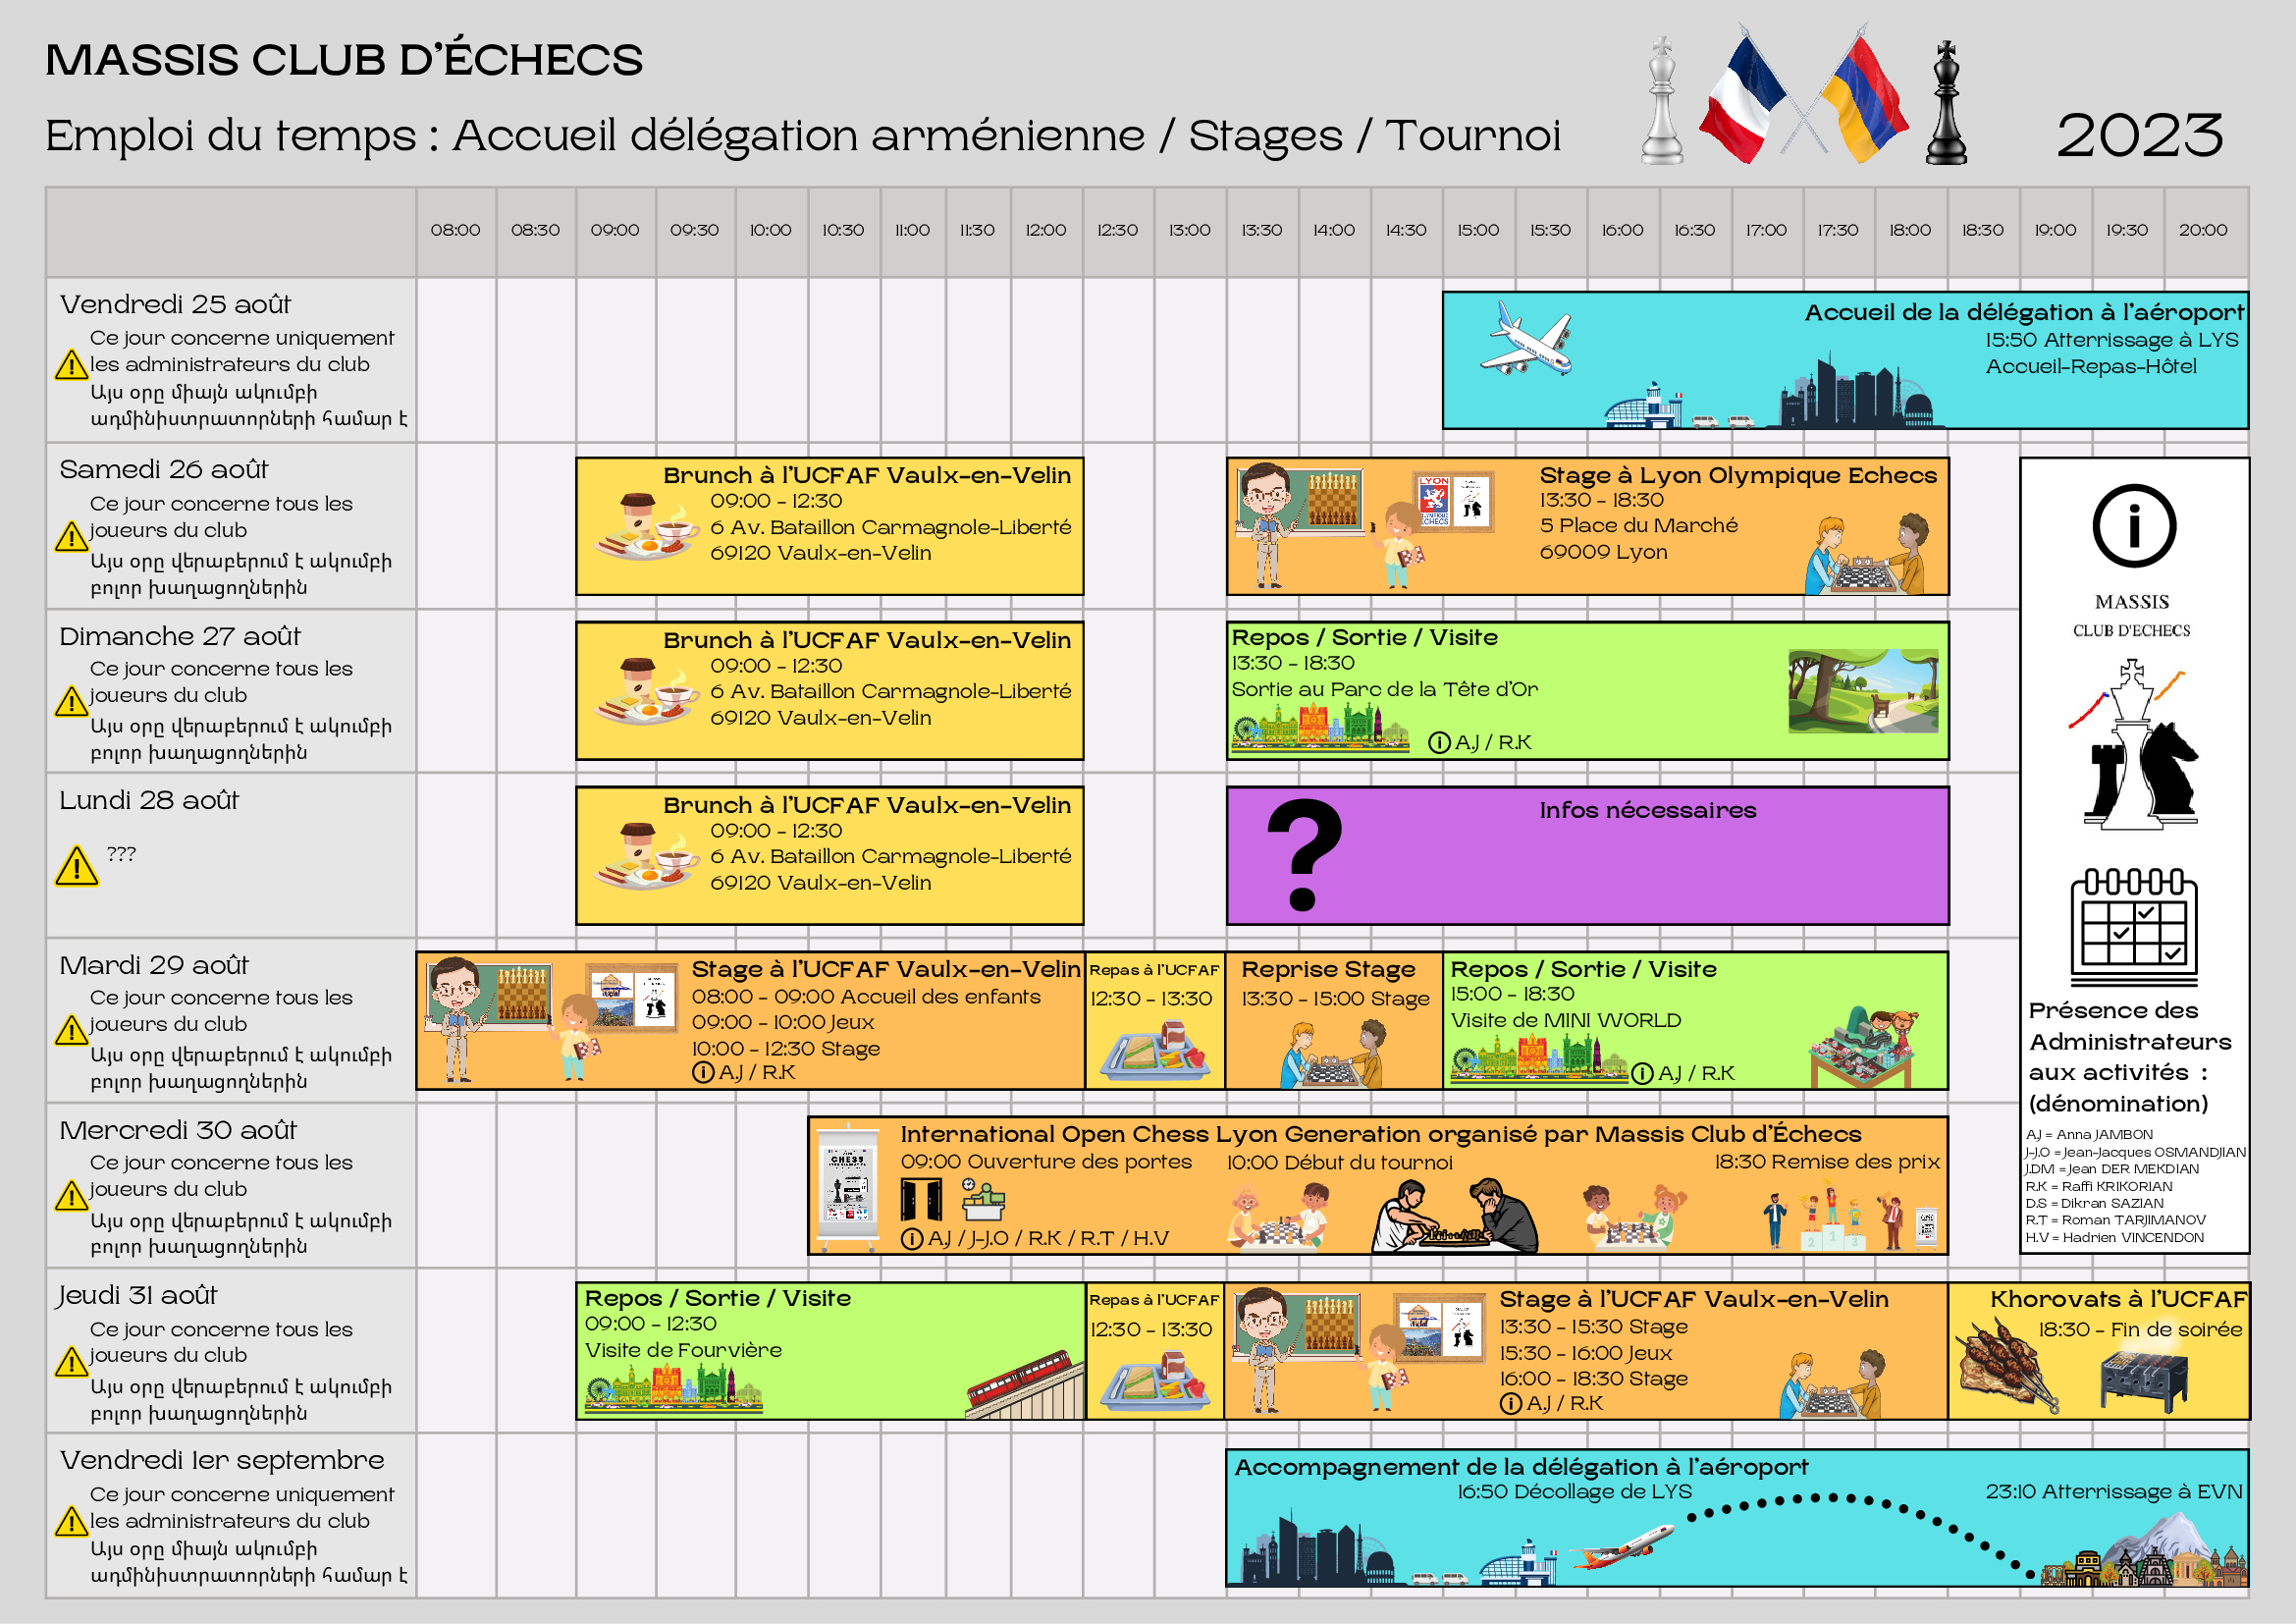 MASSIS CLUB D'ÉCHECS
Emploi du temps : Accueil délégation arménienne / Stages / Tournoi
2023
08:00 08:30 09:00 09:30 10:00 10:30 11:00 11:30 12:00 12:30 13:00 13:30 14:00 14:30 15:00 15:30 16:00 16:30 17:00 17:30 18:00 18:30 19:00 19:30 20:00
Vendredi 25 août
Ce jour concerne uniquement
les administrateurs du club
Այս օրը միայն ակումբի
ադմինիստրատորների համար է
Accueil de la délégation à l'aéroport
15:50 Atterrissage à LYS
Accueil-Repas-Hôtel
Samedi 26 août
Ce jour concerne tous les
joueurs du club
Այս օրը վերաբերում է ակումբի
բոլոր խաղացողներին
Brunch à l'UCFAF Vaulx-en-Velin
09:00 - 12:30
6 Av. Bataillon Carmagnole-Liberté
69120 Vaulx-en-Velin
LYON
ECHECS
Stage à Lyon Olympique Echecs
13:30 - 18:30
5 Place du Marché
69009 Lyon
Dimanche 27 août
Ce jour concerne tous les
joueurs du club
Այս օրը վերաբերում է ակումբի
բոլոր խաղացողներին
Brunch à l'UCFAF Vaulx-en-Velin
09:00 - 12:30
6 Av. Bataillon Carmagnole-Liberté
69120 Vaulx-en-Velin
Repos / Sortie / Visite
13:30 - 18:30
Sortie au Parc de la Tête d'Or
i A.J / R.K
Lundi 28 août
???
Brunch à l'UCFAF Vaulx-en-Velin
09:00 - 12:30
6 Av. Bataillon Carmagnole-Liberté
69120 Vaulx-en-Velin
?
Infos nécessaires
Mardi 29 août
Ce jour concerne tous les
joueurs du club
Այս օրը վերաբերում է ակումբի
բոլոր խաղացողներին
Stage à l'UCFAF Vaulx-en-Velin
08:00 - 09:00 Accueil des enfants
09:00 - 10:00 Jeux
10:00 - 12:30 Stage
i A.J / R.K
Repas à l'UCFAF
12:30 - 13:30
Reprise Stage
13:30 - 15:00 Stage
Repos / Sortie / Visite
15:00 - 18:30
Visite de MINI WORLD
i A.J / R.K
Mercredi 30 août
Ce jour concerne tous les
joueurs du club
Այս օրը վերաբերում է ակումբի
բոլոր խաղացողներին
CHESS
International Open Chess Lyon Generation organisé par Massis Club d'Échecs
09:00 Ouverture des portes
10:00 Début du tournoi
18:30 Remise des prix
i A.J / J-J.O / R.K / R.T / H.V
2 1 3
Jeudi 31 août
Ce jour concerne tous les
joueurs du club
Այս օրը վերաբերում է ակումբի
բոլոր խաղացողներին
Repos / Sortie / Visite
09:00 - 12:30
Visite de Fourvière
Repas à l'UCFAF
12:30 - 13:30
Stage à l'UCFAF Vaulx-en-Velin
13:30 - 15:30 Stage
15:30 - 16:00 Jeux
16:00 - 18:30 Stage
i A.J / R.K
Khorovats à l'UCFAF
18:30 - Fin de soirée
Vendredi 1er septembre
Ce jour concerne uniquement
les administrateurs du club
Այս օրը միայն ակումբի
ադմինիստրատորների համար է
Accompagnement de la délégation à l'aéroport
16:50 Décollage de LYS
23:10 Atterrissage à EVN
i
MASSIS
CLUB D'ECHECS
Présence des
Administrateurs
aux activités :
(dénomination)
A.J = Anna JAMBON
J-J.O = Jean-Jacques OSMANDJIAN
J.DM = Jean DER MEKDIAN
R.K = Raffi KRIKORIAN
D.S = Dikran SAZIAN
R.T = Roman TARJIMANOV
H.V = Hadrien VINCENDON